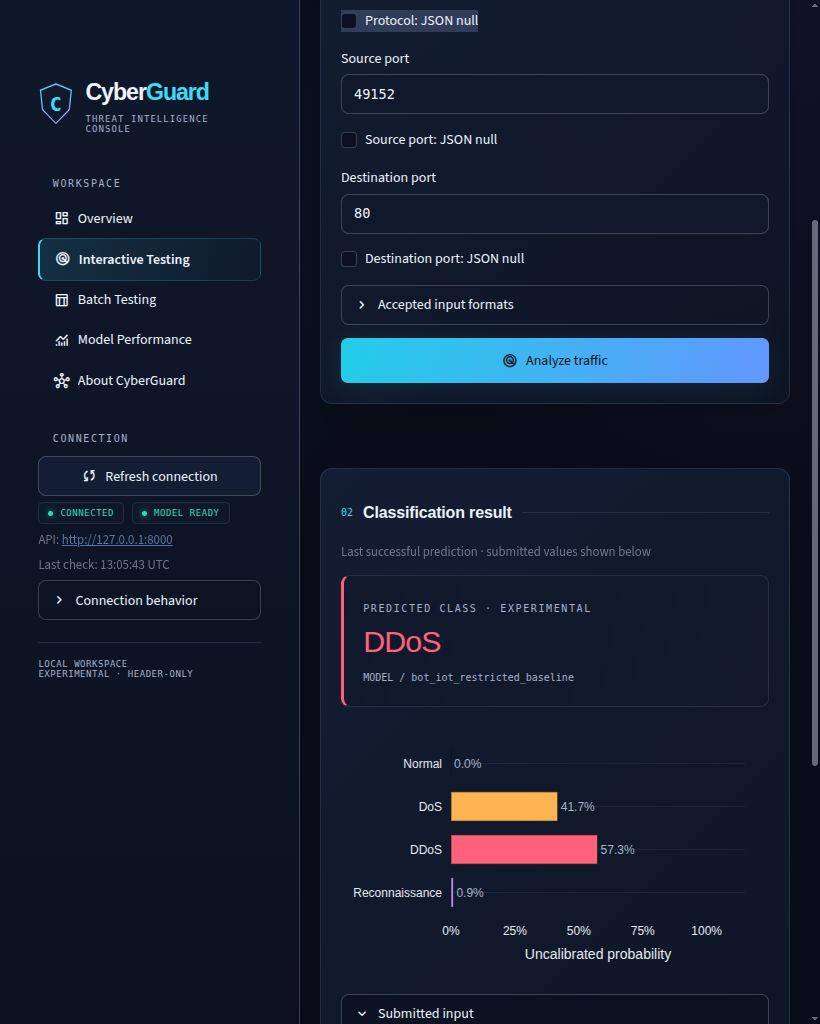 C
CyberGuard
THREAT INTELLIGENCE
CONSOLE
WORKSPACE
Overview
Interactive Testing
Batch Testing
Model Performance
About CyberGuard
CONNECTION
Refresh connection
CONNECTED
MODEL READY
API: http://127.0.0.1:8000
Last check: 13:05:43 UTC
Connection behavior
LOCAL WORKSPACE
EXPERIMENTAL · HEADER-ONLY
Protocol: JSON null
Source port
49152
Source port: JSON null
Destination port
80
Destination port: JSON null
Accepted input formats
Analyze traffic
02 Classification result
Last successful prediction · submitted values shown below
PREDICTED CLASS · EXPERIMENTAL
DDoS
MODEL / bot_iot_restricted_baseline
Normal 0.0%
DoS 41.7%
DDoS 57.3%
Reconnaissance 0.9%
0% 25% 50% 75% 100%
Uncalibrated probability
Submitted input